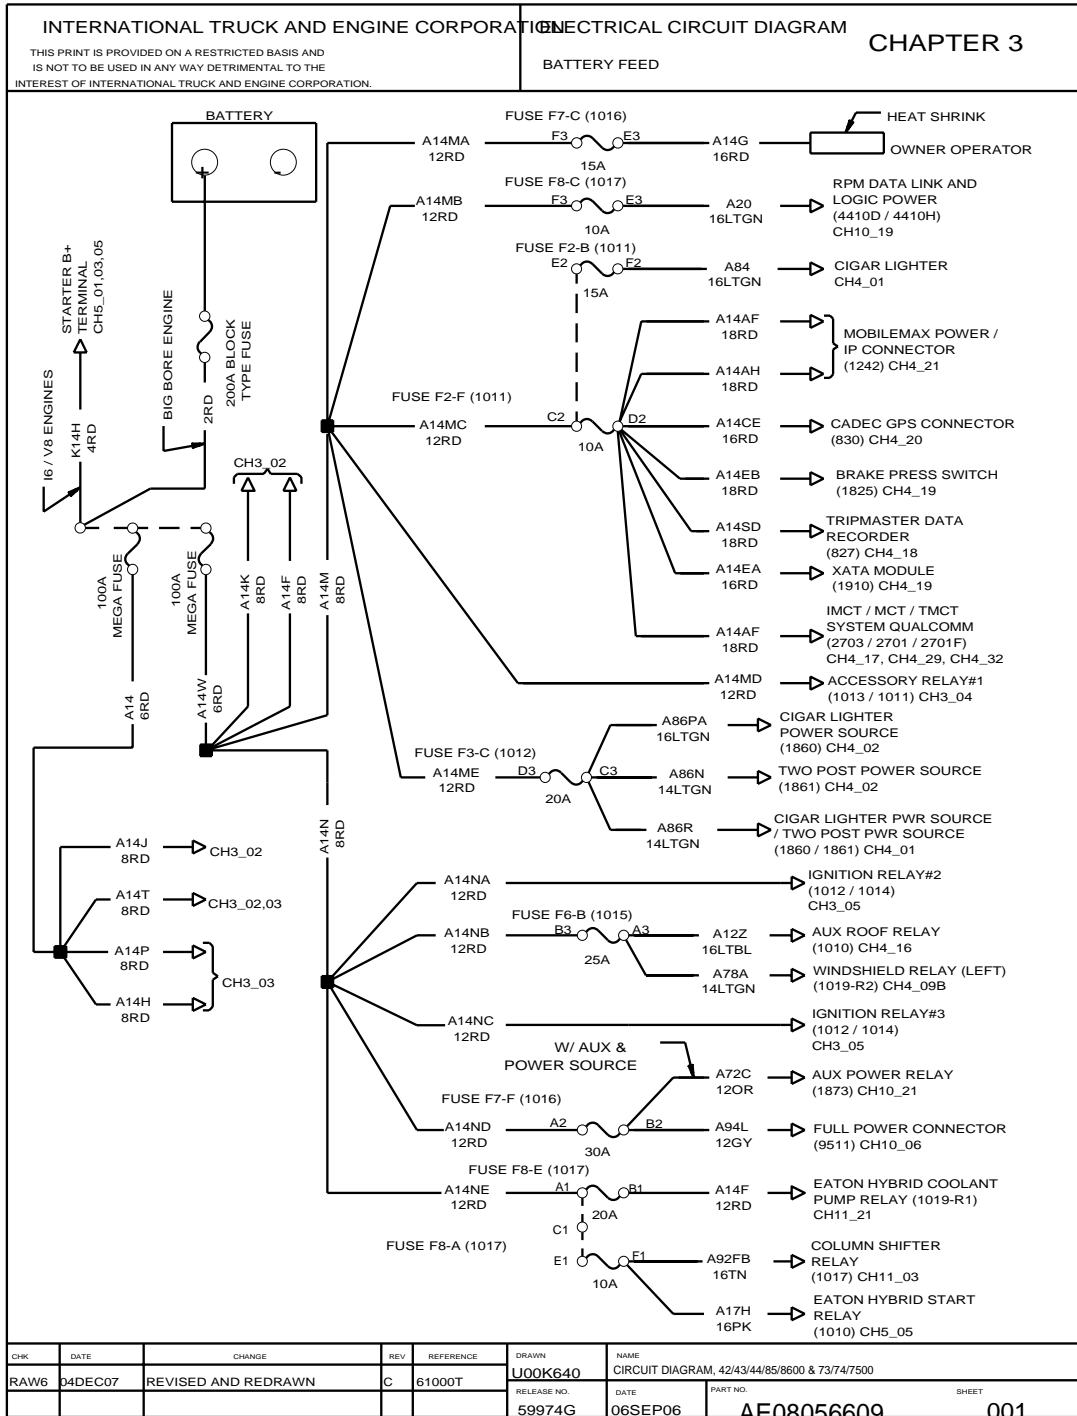 INTERNATIONAL TRUCK AND ENGINE CORPORATION
ELECTRICAL CIRCUIT DIAGRAM
CHAPTER 3
THIS PRINT IS PROVIDED ON A RESTRICTED BASIS AND
IS NOT TO BE USED IN ANY WAY DETRIMENTAL TO THE
INTEREST OF INTERNATIONAL TRUCK AND ENGINE CORPORATION.
BATTERY FEED
BATTERY
+
-
STARTER B+
TERMINAL
CH5_01,03,05
I6 / V8 ENGINES
K14H
4RD
BIG BORE ENGINE
2RD
200A BLOCK
TYPE FUSE
CH3_02
100A
MEGA FUSE
100A
MEGA FUSE
A14K
8RD
A14F
8RD
A14M
8RD
A14
6RD
A14W
6RD
A14N
8RD
A14J
8RD
CH3_02
A14T
8RD
CH3_02,03
A14P
8RD
A14H
8RD
CH3_03
FUSE F7-C (1016)
A14MA
12RD
F3
E3
15A
A14G
16RD
HEAT SHRINK
OWNER OPERATOR
FUSE F8-C (1017)
A14MB
12RD
F3
E3
10A
A20
16LTGN
RPM DATA LINK AND
LOGIC POWER
(4410D / 4410H)
CH10_19
FUSE F2-B (1011)
E2
F2
15A
A84
16LTGN
CIGAR LIGHTER
CH4_01
FUSE F2-F (1011)
A14MC
12RD
C2
D2
10A
A14AF
18RD
A14AH
18RD
MOBILEMAX POWER /
IP CONNECTOR
(1242) CH4_21
A14CE
16RD
CADEC GPS CONNECTOR
(830) CH4_20
A14EB
18RD
BRAKE PRESS SWITCH
(1825) CH4_19
A14SD
18RD
TRIPMASTER DATA
RECORDER
(827) CH4_18
A14EA
16RD
XATA MODULE
(1910) CH4_19
A14AF
18RD
IMCT / MCT / TMCT
SYSTEM QUALCOMM
(2703 / 2701 / 2701F)
CH4_17, CH4_29, CH4_32
A14MD
12RD
ACCESSORY RELAY#1
(1013 / 1011) CH3_04
FUSE F3-C (1012)
A14ME
12RD
D3
C3
20A
A86PA
16LTGN
CIGAR LIGHTER
POWER SOURCE
(1860) CH4_02
A86N
14LTGN
TWO POST POWER SOURCE
(1861) CH4_02
A86R
14LTGN
CIGAR LIGHTER PWR SOURCE
/ TWO POST PWR SOURCE
(1860 / 1861) CH4_01
A14NA
12RD
IGNITION RELAY#2
(1012 / 1014)
CH3_05
FUSE F6-B (1015)
A14NB
12RD
B3
A3
25A
A12Z
16LTBL
AUX ROOF RELAY
(1010) CH4_16
A78A
14LTGN
WINDSHIELD RELAY (LEFT)
(1019-R2) CH4_09B
A14NC
12RD
IGNITION RELAY#3
(1012 / 1014)
CH3_05
W/ AUX &
POWER SOURCE
A72C
12OR
AUX POWER RELAY
(1873) CH10_21
FUSE F7-F (1016)
A14ND
12RD
A2
B2
30A
A94L
12GY
FULL POWER CONNECTOR
(9511) CH10_06
FUSE F8-E (1017)
A14NE
12RD
A1
B1
20A
A14F
12RD
EATON HYBRID COOLANT
PUMP RELAY (1019-R1)
CH11_21
C1
FUSE F8-A (1017)
E1
F1
10A
A92FB
16TN
COLUMN SHIFTER
RELAY
(1017) CH11_03
A17H
16PK
EATON HYBRID START
RELAY
(1010) CH5_05
CHK DATE CHANGE REV REFERENCE
RAW6 04DEC07 REVISED AND REDRAWN C 61000T
DRAWN
U00K640
NAME
CIRCUIT DIAGRAM, 42/43/44/85/8600 & 73/74/7500
RELEASE NO.
59974G
DATE
06SEP06
PART NO.
AE08056609
SHEET
001